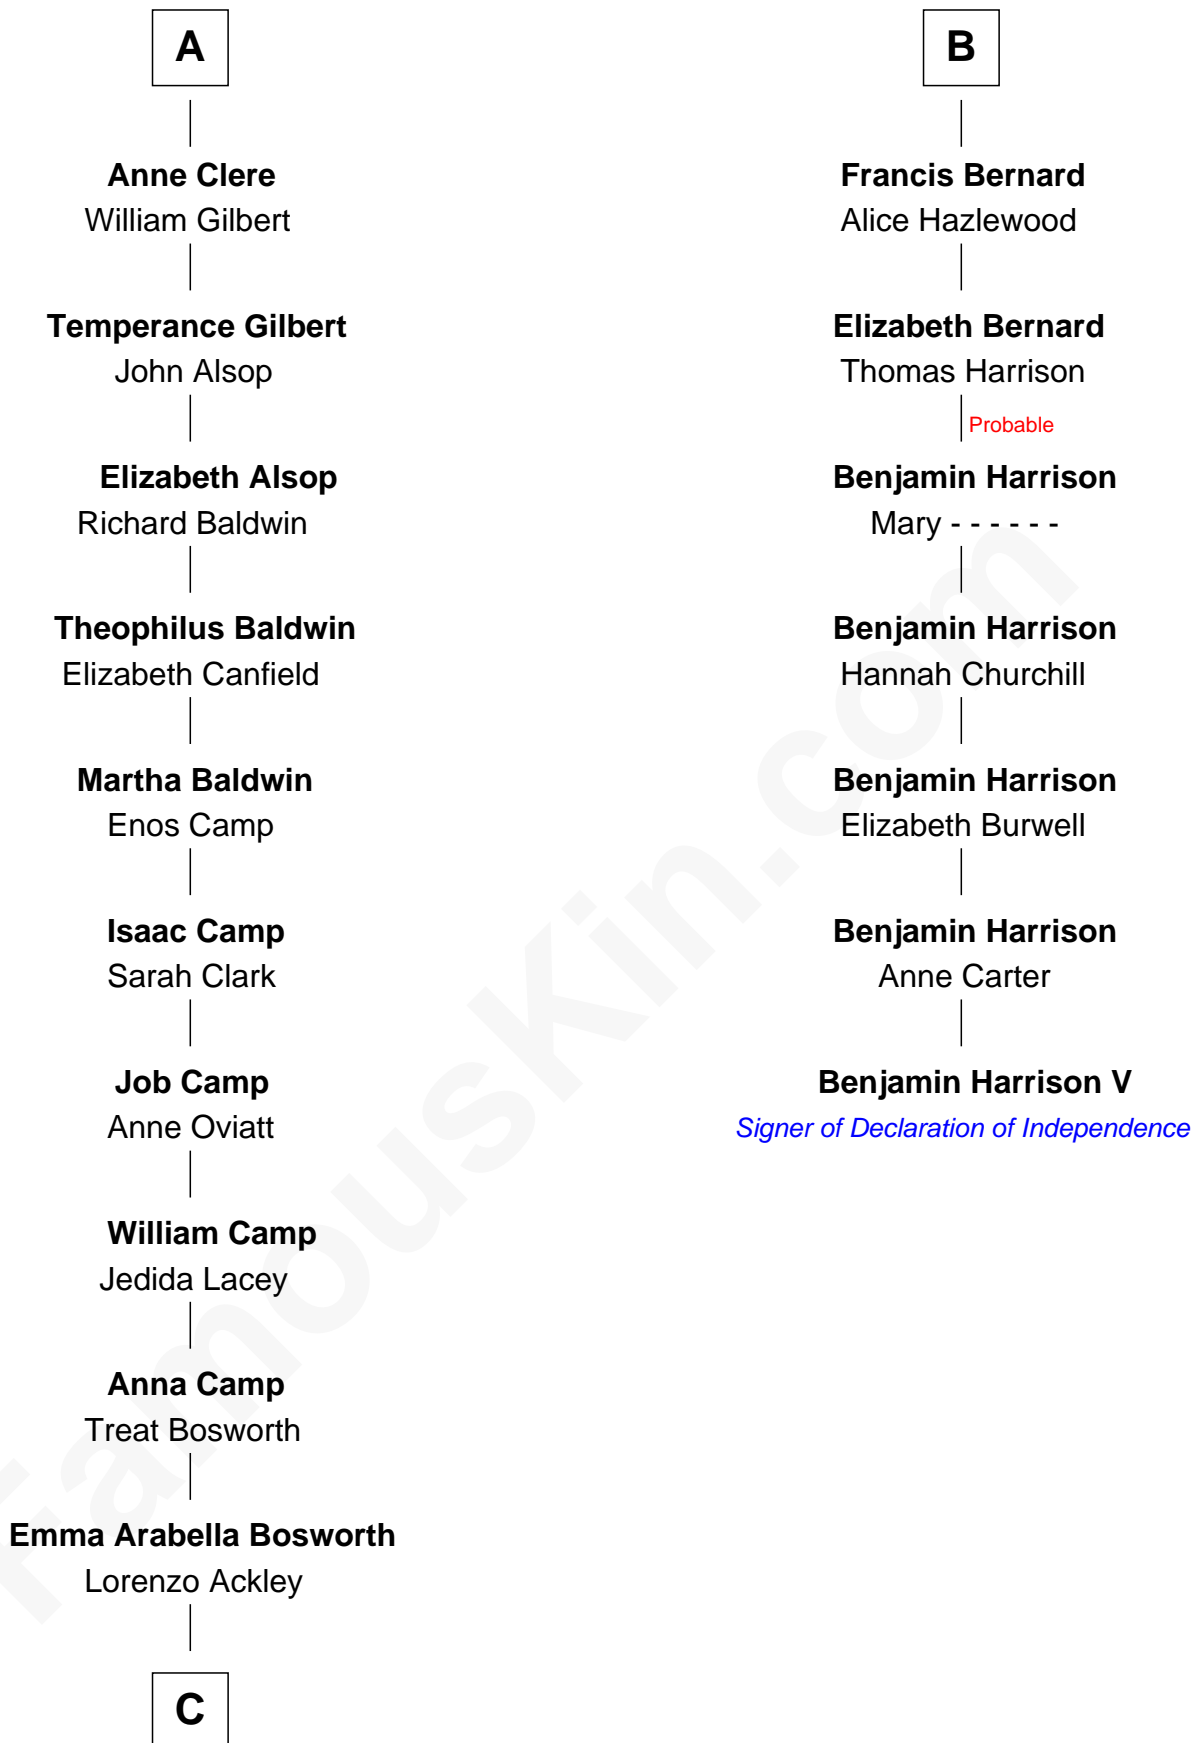 A
Anne Clere
William Gilbert
Temperance Gilbert
John Alsop
Elizabeth Alsop
Richard Baldwin
Theophilus Baldwin
Elizabeth Canfield
Martha Baldwin
Enos Camp
Isaac Camp
Sarah Clark
Job Camp
Anne Oviatt
William Camp
Jedida Lacey
Anna Camp
Treat Bosworth
Emma Arabella Bosworth
Lorenzo Ackley
C
B
Francis Bernard
Alice Hazlewood
Elizabeth Bernard
Thomas Harrison
Probable
Benjamin Harrison
Mary - - - - - -
Benjamin Harrison
Hannah Churchill
Benjamin Harrison
Elizabeth Burwell
Benjamin Harrison
Anne Carter
Benjamin Harrison V
Signer of Declaration of Independence
FamousKin.com